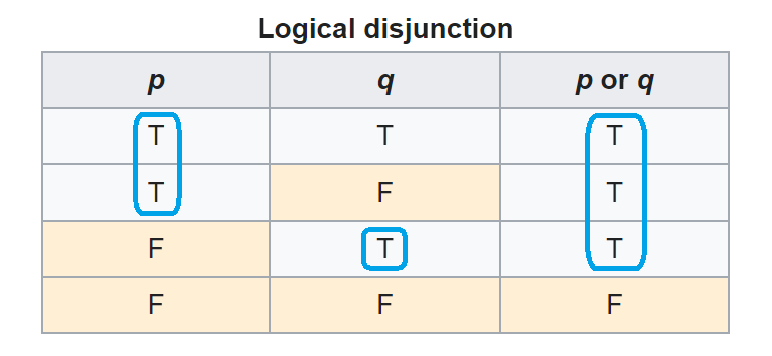 Logical disjunction
p q p or q
T T T
T F T
F T T
F F F